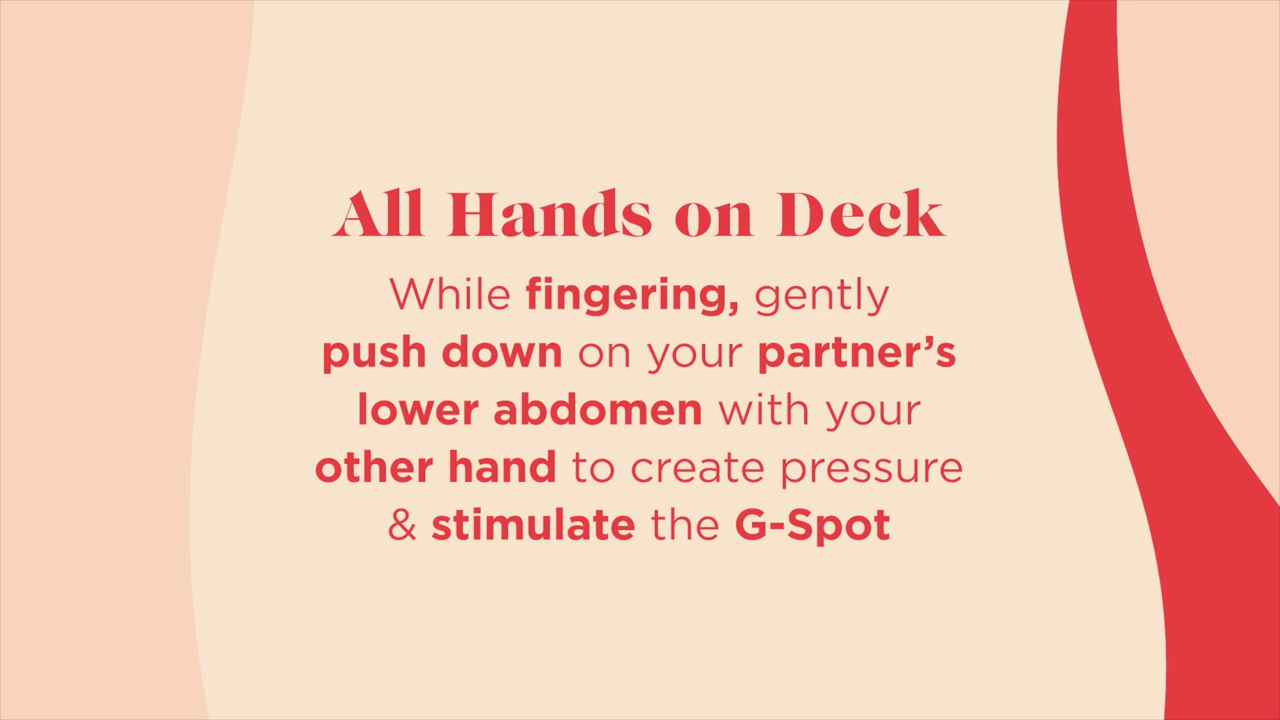 All Hands on Deck
While fingering, gently
push down on your partner’s
lower abdomen with your
other hand to create pressure
& stimulate the G-Spot